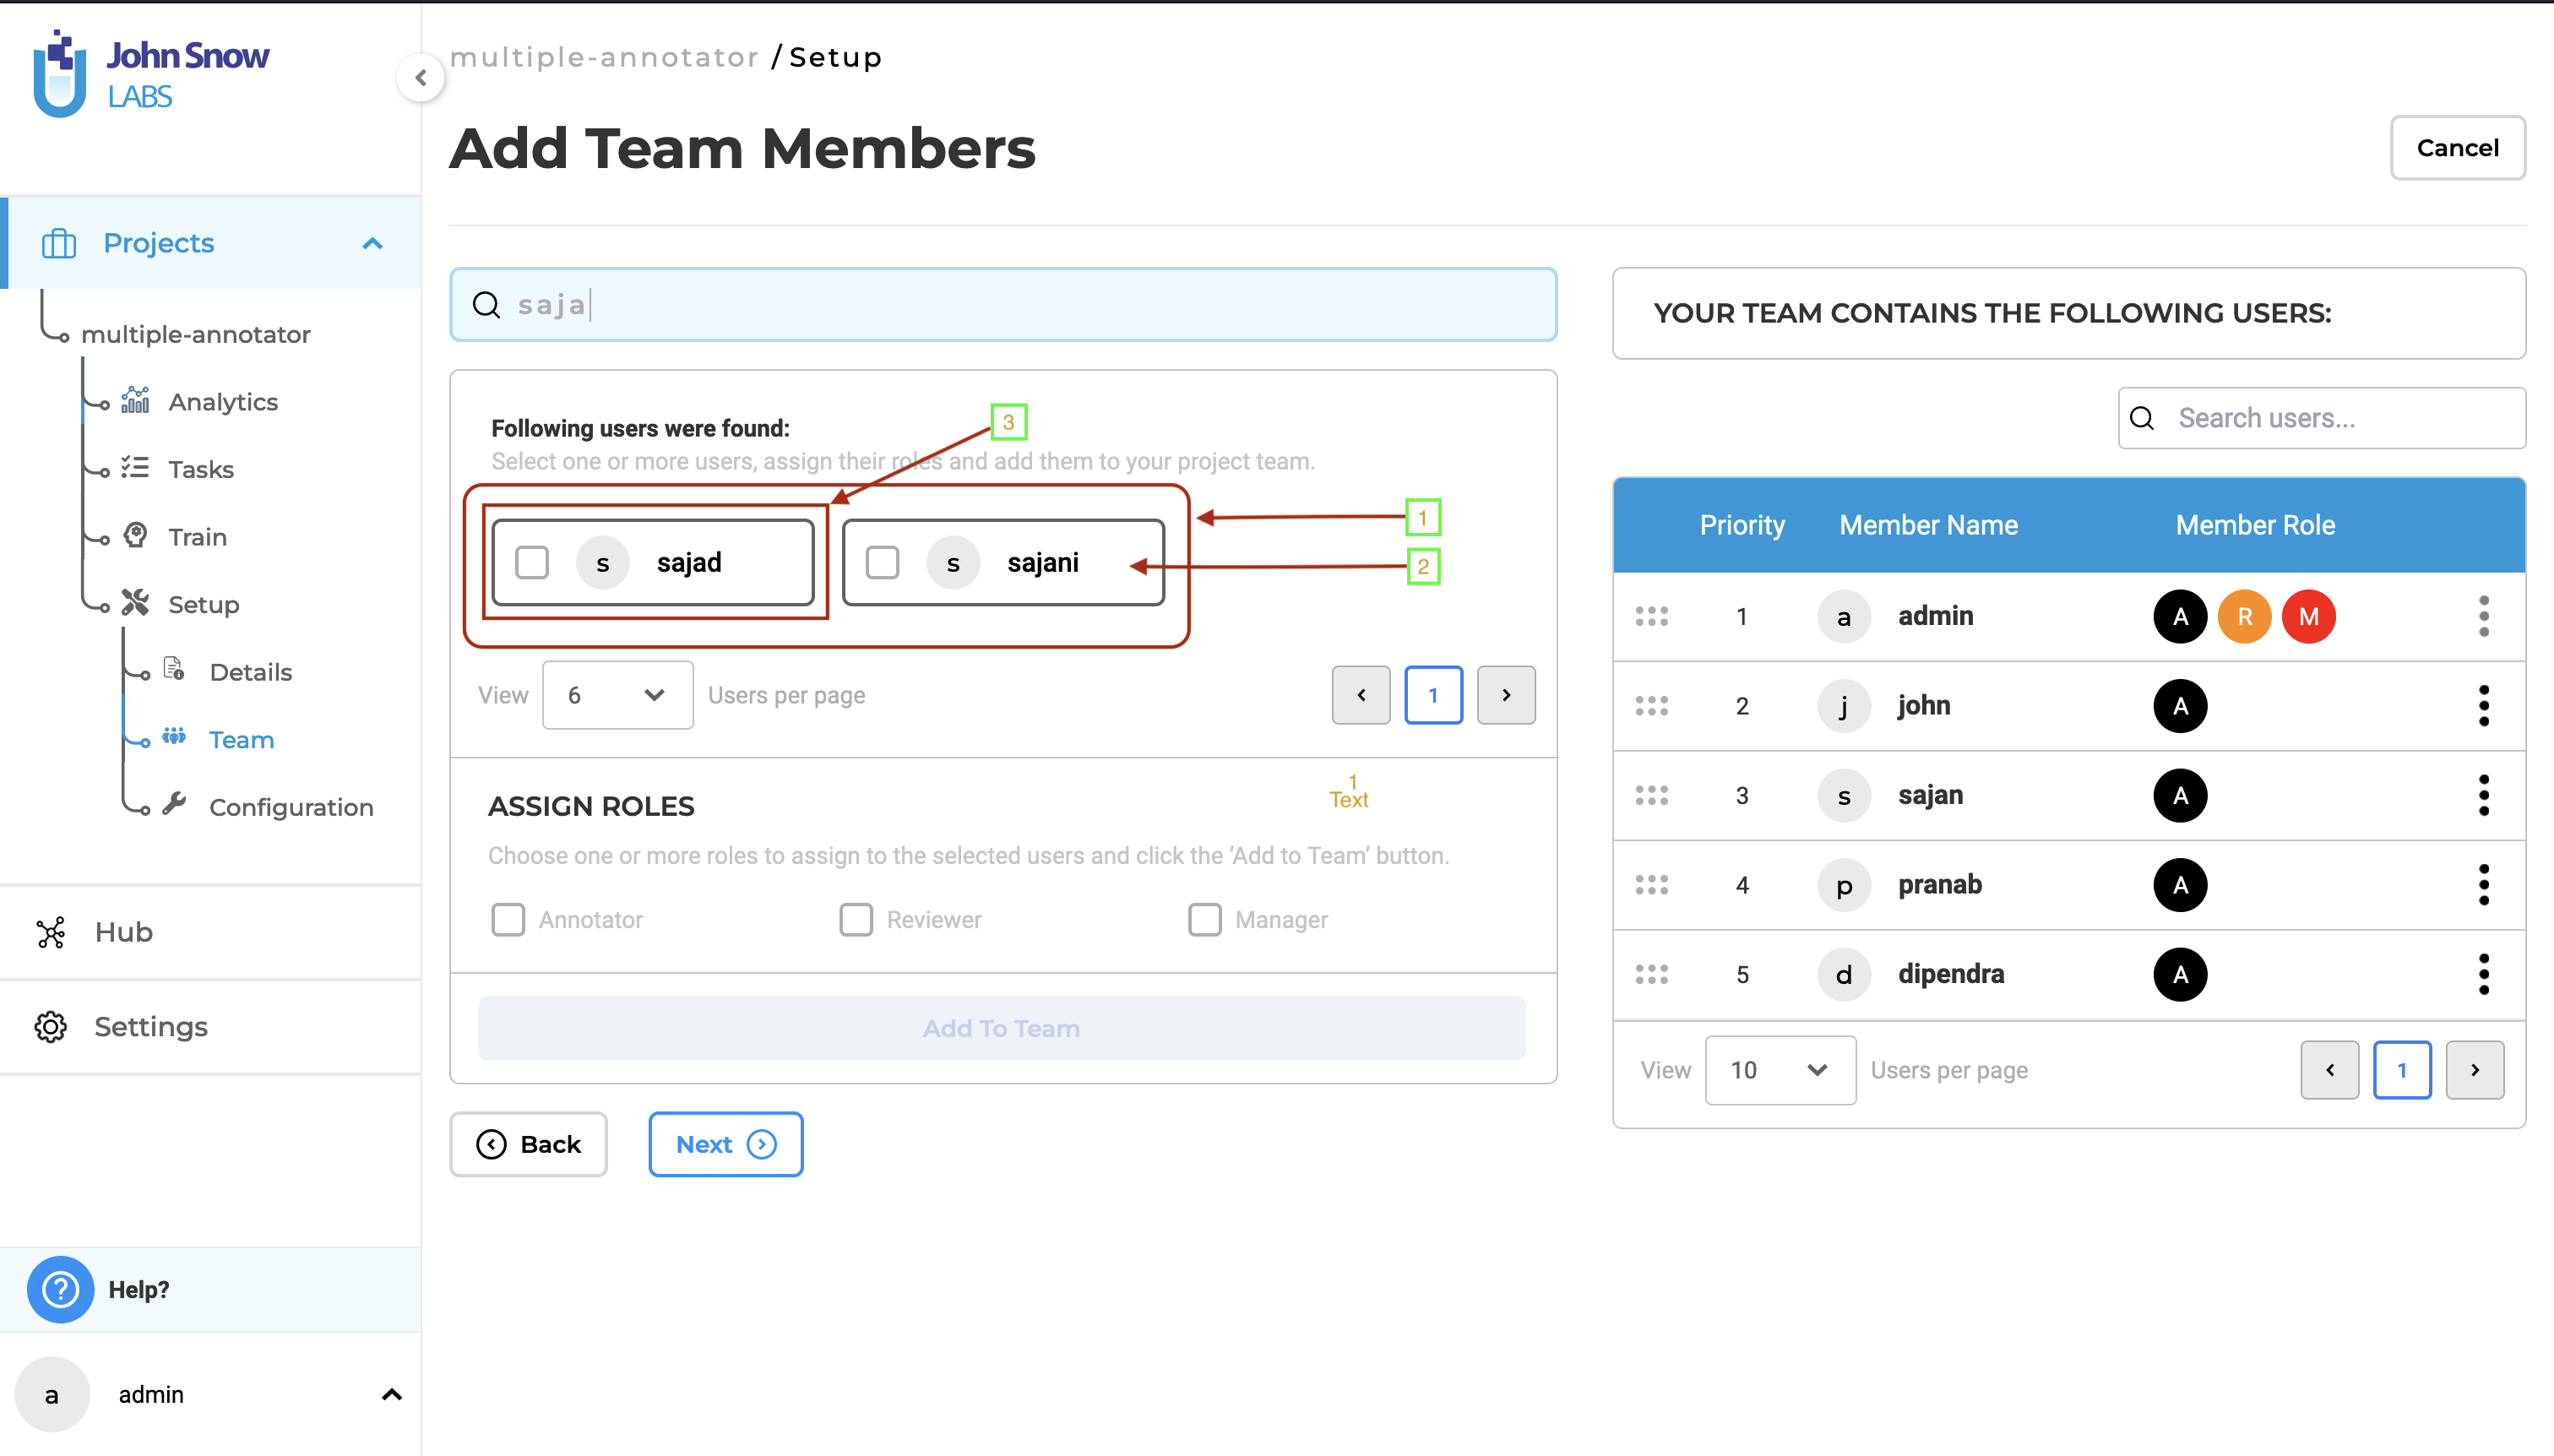 John Snow
LABS
Projects
multiple-annotator
Analytics
Tasks
Train
Setup
Details
Team
Configuration
Hub
Settings
Help?
a
admin
multiple-annotator / Setup
Add Team Members
Cancel
saja
Following users were found:
3
Select one or more users, assign their roles and add them to your project team.
1
s sajad
s sajani
2
View 6 Users per page
1
1
Text
ASSIGN ROLES
Choose one or more roles to assign to the selected users and click the ‘Add to Team’ button.
Annotator Reviewer Manager
Add To Team
Back Next
YOUR TEAM CONTAINS THE FOLLOWING USERS:
Search users...
Priority Member Name Member Role
1 a admin A R M
2 j john A
3 s sajan A
4 p pranab A
5 d dipendra A
View 10 Users per page
1